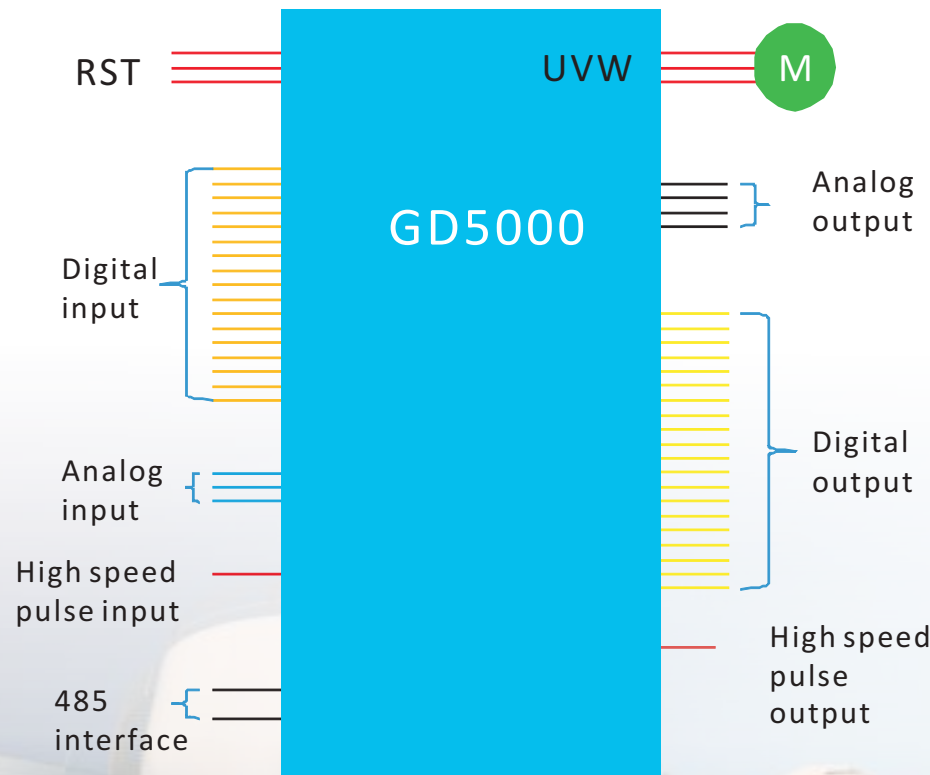 RST
UVW
M
GD5000
Analog
output
Digital
input
Digital
output
Analog
input
High speed
pulse input
High speed
pulse
output
485
interface